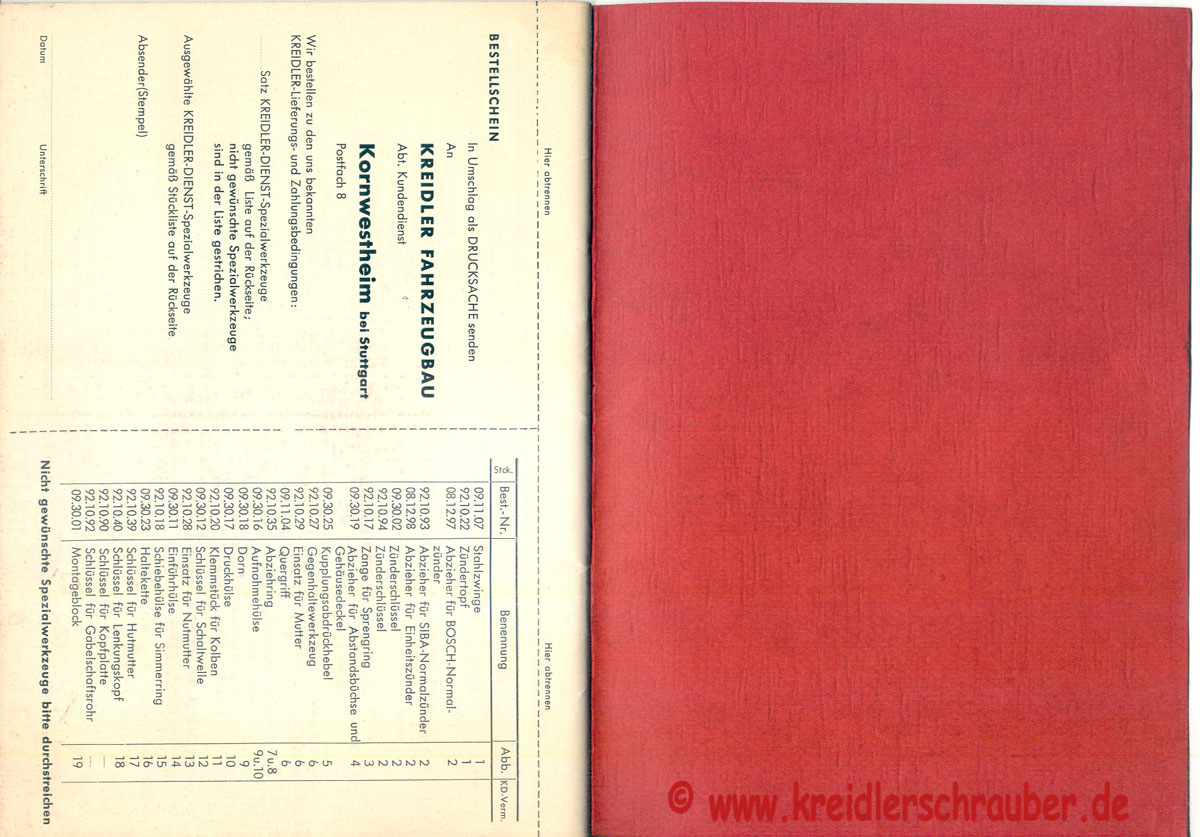 Hier abtrennen
BESTELLSCHEIN
In Umschlag als DRUCKSACHE senden
An
KREIDLER FAHRZEUGBAU
Abt. Kundendienst
Kornwestheim bei Stuttgart
Postfach 8
Wir bestellen zu den uns bekannten
KREIDLER-Lieferungs- und Zahlungsbedingungen:
Satz KREIDLER-DIENST-Spezialwerkzeuge
gemäß Liste auf der Rückseite;
nicht gewünschte Spezialwerkzeuge
sind in der Liste gestrichen.
Ausgewählte KREIDLER-DIENST-Spezialwerkzeuge
gemäß Stückliste auf der Rückseite
Absender(Stempel)
Datum Unterschrift
Hier abtrennen
Stck. Best.-Nr. Benennung Abb. KD-Verm.
09.11.07 Stahlzwinge 1
92.10.22 Zündertopf 1
08.12.97 Abzieher für BOSCH-Normal-
zünder 2
92.10.93 Abzieher für SIBA-Normalzünder 2
08.12.98 Abzieher für Einheitszünder 2
09.30.02 Zünderschlüssel 2
92.10.94 Zünderschlüssel 2
92.10.17 Zange für Sprengring 3
09.30.19 Abzieher für Abstandsbüchse und 4
Gehäusedeckel
09.30.25 Kupplungsabdrückhebel 5
92.10.27 Gegenhaltewerkzeug 6
92.10.29 Einsatz für Mutter 6
09.11.04 Quergriff 6
92.10.35 Abziehring 7u.8
09.30.16 Aufnahmehülse 9u.10
09.30.18 Dorn 9
09.30.17 Druckhülse 10
92.10.20 Klemmstück für Kolben 11
09.30.12 Schlüssel für Schaltwelle 12
92.10.28 Einsatz für Nutmutter 13
09.30.11 Einführhülse 14
92.10.18 Schiebehülse für Simmerring 15
09.30.23 Haltekette 16
92.10.39 Schlüssel für Hutmutter 17
92.10.40 Schlüssel für Lenkungskopf 18
92.10.90 Schlüssel für Kopfplatte —
92.10.92 Schlüssel für Gabelschaftsrohr —
09.30.01 Montageblock 19
Nicht gewünschte Spezialwerkzeuge bitte durchstreichen
© www.kreidlerschrauber.de